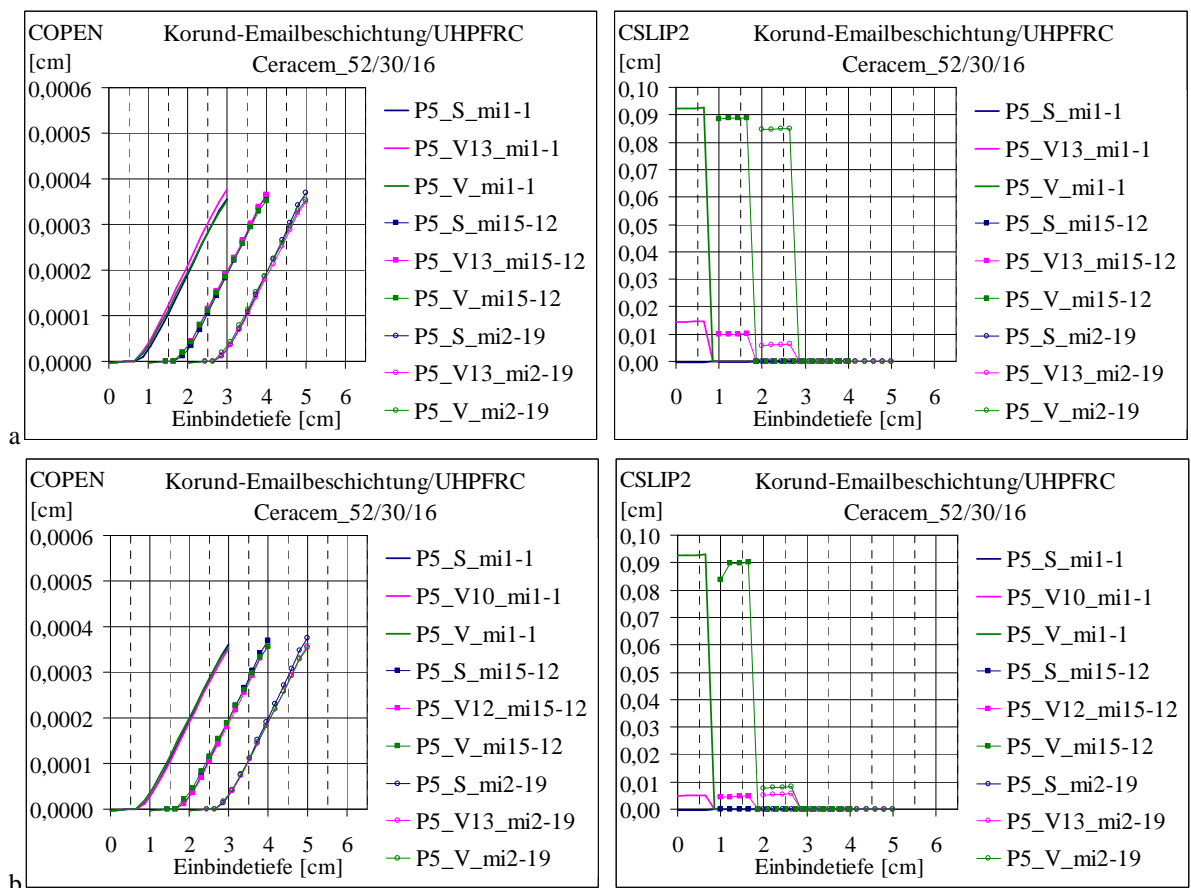 COPEN
[cm]
Korund-Emailbeschichtung/UHPFRC
Ceracem_52/30/16
0,0006
0,0005
0,0004
0,0003
0,0002
0,0001
0,0000
0 1 2 3 4 5 6
Einbindetiefe [cm]
P5_S_mi1-1
P5_V13_mi1-1
P5_V_mi1-1
P5_S_mi15-12
P5_V13_mi15-12
P5_V_mi15-12
P5_S_mi2-19
P5_V13_mi2-19
P5_V_mi2-19
a
CSLIP2
[cm]
Korund-Emailbeschichtung/UHPFRC
Ceracem_52/30/16
0,10
0,09
0,08
0,07
0,06
0,05
0,04
0,03
0,02
0,01
0,00
0 1 2 3 4 5 6
Einbindetiefe [cm]
P5_S_mi1-1
P5_V13_mi1-1
P5_V_mi1-1
P5_S_mi15-12
P5_V13_mi15-12
P5_V_mi15-12
P5_S_mi2-19
P5_V13_mi2-19
P5_V_mi2-19
COPEN
[cm]
Korund-Emailbeschichtung/UHPFRC
Ceracem_52/30/16
0,0006
0,0005
0,0004
0,0003
0,0002
0,0001
0,0000
0 1 2 3 4 5 6
Einbindetiefe [cm]
P5_S_mi1-1
P5_V10_mi1-1
P5_V_mi1-1
P5_S_mi15-12
P5_V12_mi15-12
P5_V_mi15-12
P5_S_mi2-19
P5_V13_mi2-19
P5_V_mi2-19
b
CSLIP2
[cm]
Korund-Emailbeschichtung/UHPFRC
Ceracem_52/30/16
0,10
0,09
0,08
0,07
0,06
0,05
0,04
0,03
0,02
0,01
0,00
0 1 2 3 4 5 6
Einbindetiefe [cm]
P5_S_mi1-1
P5_V10_mi1-1
P5_V_mi1-1
P5_S_mi15-12
P5_V12_mi15-12
P5_V_mi15-12
P5_S_mi2-19
P5_V13_mi2-19
P5_V_mi2-19